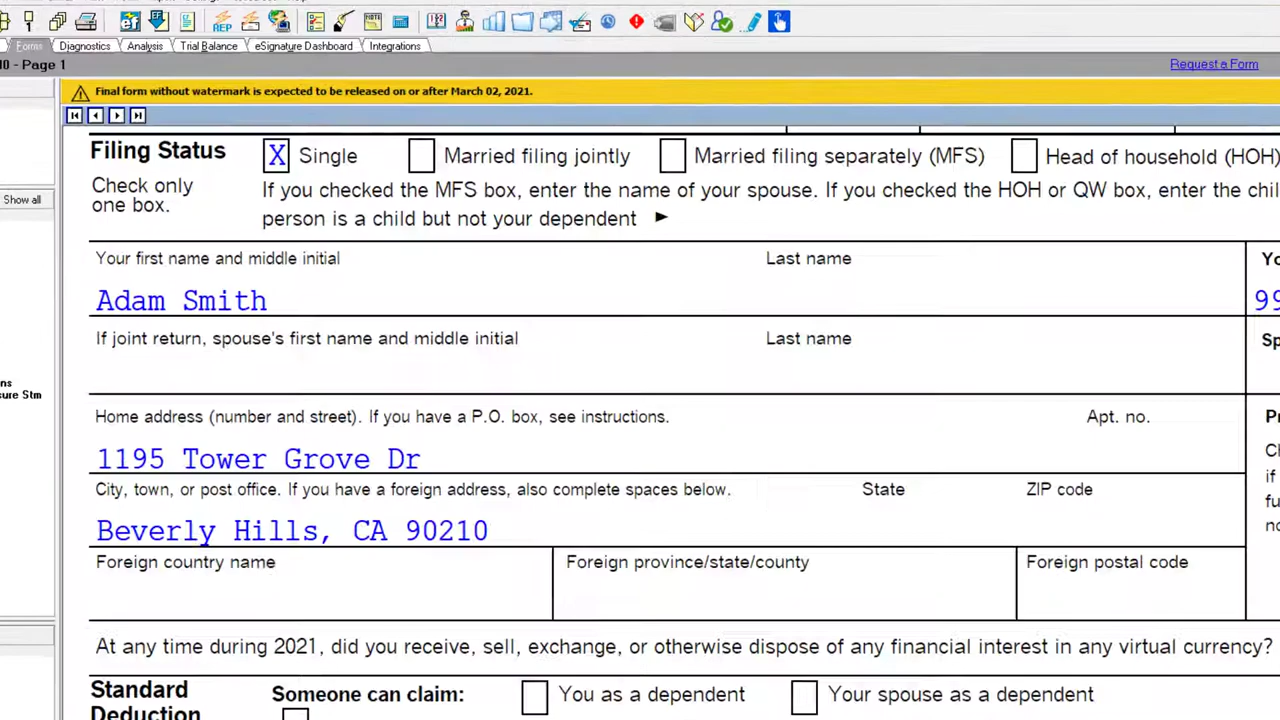 Forms Diagnostics Analysis Trial Balance eSignature Dashboard Integrations
- Page 1 Request a Form
Final form without watermark is expected to be released on or after March 02, 2021.
Filing Status X Single Married filing jointly Married filing separately (MFS) Head of household (HOH)
Check only
one box.
If you checked the MFS box, enter the name of your spouse. If you checked the HOH or QW box, enter the
person is a child but not your dependent ►
Show all
Your first name and middle initial Last name
Adam Smith 99
If joint return, spouse's first name and middle initial Last name
sure Stm
Home address (number and street). If you have a P.O. box, see instructions. Apt. no.
1195 Tower Grove Dr
if
City, town, or post office. If you have a foreign address, also complete spaces below. State ZIP code
Beverly Hills, CA 90210
Foreign country name Foreign province/state/county Foreign postal code
At any time during 2021, did you receive, sell, exchange, or otherwise dispose of any financial interest in any virtual currency?
Standard
Deduction
Someone can claim: You as a dependent Your spouse as a dependent